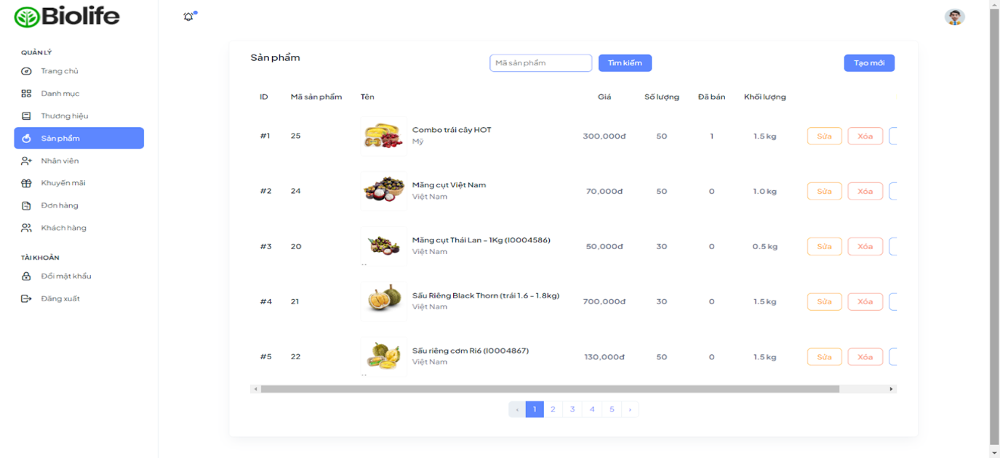 Biolife
QUẢN LÝ
Trang chủ
Danh mục
Thương hiệu
Sản phẩm
Nhân viên
Khuyến mãi
Đơn hàng
Khách hàng
TÀI KHOẢN
Đổi mật khẩu
Đăng xuất
Sản phẩm
Mã sản phẩm
Tìm kiếm
Tạo mới
ID Mã sản phẩm Tên Giá Số lượng Đã bán Khối lượng
#1 25 Combo trái cây HOT 300,000đ 50 1 1.5 kg Sửa Xóa
Mỹ
#2 24 Măng cụt Việt Nam 70,000đ 50 0 1.0 kg Sửa Xóa
Việt Nam
#3 20 Măng cụt Thái Lan - 1Kg (I0004586) 50,000đ 30 0 0.5 kg Sửa Xóa
Việt Nam
#4 21 Sầu Riêng Black Thorn (trái 1.6 - 1.8kg) 700,000đ 30 0 1.5 kg Sửa Xóa
Việt Nam
#5 22 Sầu riêng cơm Ri6 (I0004867) 130,000đ 50 0 1.5 kg Sửa Xóa
Việt Nam
‹ 1 2 3 4 5 ›